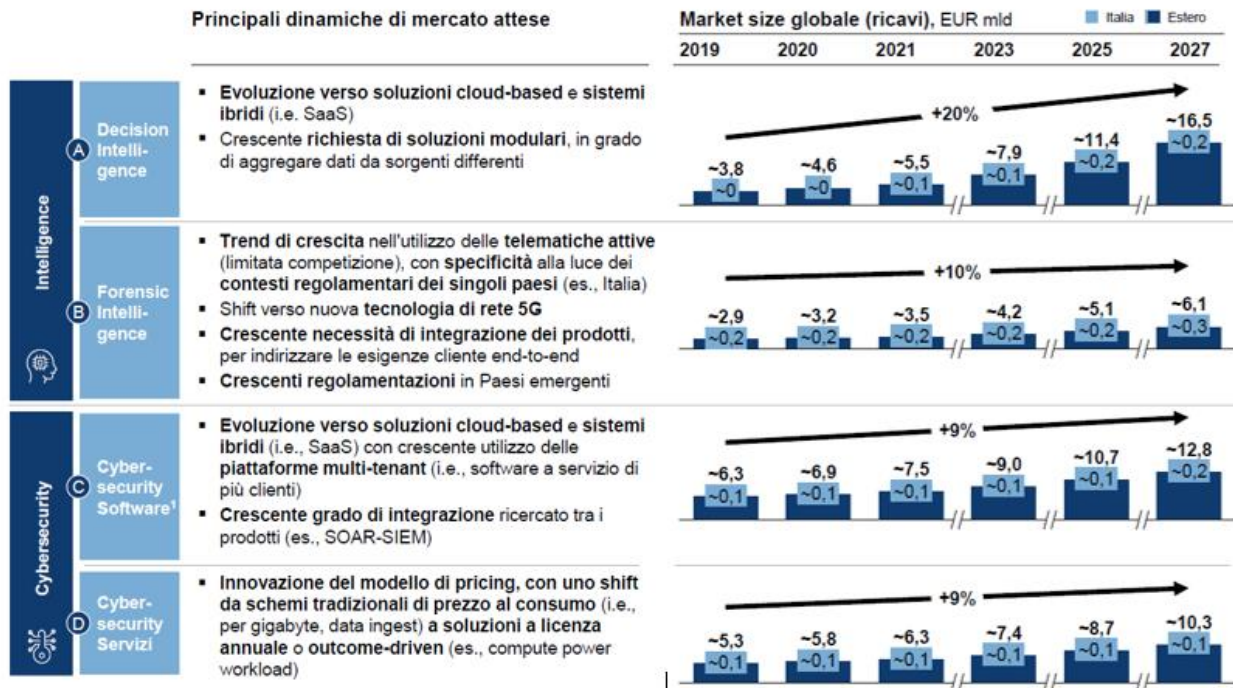 Principali dinamiche di mercato attese
Market size globale (ricavi), EUR mld
Italia
Estero
2019 2020 2021 2023 2025 2027
Intelligence
A
Decision
Intelli-
gence
▪ Evoluzione verso soluzioni cloud-based e sistemi
ibridi (i.e. SaaS)
▪ Crescente richiesta di soluzioni modulari, in grado
di aggregare dati da sorgenti differenti
+20%
~3,8 ~4,6 ~5,5 ~7,9 ~11,4 ~16,5
~0 ~0 ~0,1 ~0,1 ~0,2 ~0,2
B
Forensic
Intelli-
gence
▪ Trend di crescita nell'utilizzo delle telematiche attive
(limitata competizione), con specificità alla luce dei
contesti regolamentari dei singoli paesi (es., Italia)
▪ Shift verso nuova tecnologia di rete 5G
▪ Crescente necessità di integrazione dei prodotti,
per indirizzare le esigenze cliente end-to-end
▪ Crescenti regolamentazioni in Paesi emergenti
+10%
~2,9 ~3,2 ~3,5 ~4,2 ~5,1 ~6,1
~0,2 ~0,2 ~0,2 ~0,2 ~0,2 ~0,3
Cybersecurity
C
Cyber-
security
Software¹
▪ Evoluzione verso soluzioni cloud-based e sistemi
ibridi (i.e., SaaS) con crescente utilizzo delle
piattaforme multi-tenant (i.e., software a servizio di
più clienti)
▪ Crescente grado di integrazione ricercato tra i
prodotti (es., SOAR-SIEM)
+9%
~6,3 ~6,9 ~7,5 ~9,0 ~10,7 ~12,8
~0,1 ~0,1 ~0,1 ~0,1 ~0,1 ~0,2
D
Cyber-
security
Servizi
▪ Innovazione del modello di pricing, con uno shift
da schemi tradizionali di prezzo al consumo (i.e.,
per gigabyte, data ingest) a soluzioni a licenza
annuale o outcome-driven (es., compute power
workload)
+9%
~5,3 ~5,8 ~6,3 ~7,4 ~8,7 ~10,3
~0,1 ~0,1 ~0,1 ~0,1 ~0,1 ~0,1